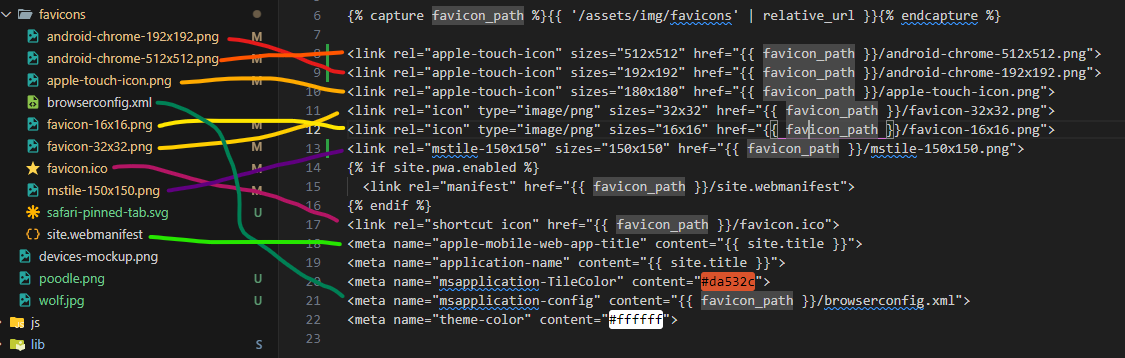 favicons
android-chrome-192x192.png M
android-chrome-512x512.png M
apple-touch-icon.png M
browserconfig.xml
favicon-16x16.png M
favicon-32x32.png M
favicon.ico M
mstile-150x150.png M
safari-pinned-tab.svg U
site.webmanifest
devices-mockup.png
poodle.png U
wolf.jpg U
js
lib S
6 {% capture favicon_path %}{{ '/assets/img/favicons' | relative_url }}{% endcapture %}
7
8 <link rel="apple-touch-icon" sizes="512x512" href="{{ favicon_path }}/android-chrome-512x512.png">
9 <link rel="apple-touch-icon" sizes="192x192" href="{{ favicon_path }}/android-chrome-192x192.png">
10 <link rel="apple-touch-icon" sizes="180x180" href="{{ favicon_path }}/apple-touch-icon.png">
11 <link rel="icon" type="image/png" sizes="32x32" href="{{ favicon_path }}/favicon-32x32.png">
12 <link rel="icon" type="image/png" sizes="16x16" href="{{ favicon_path }}/favicon-16x16.png">
13 <link rel="mstile-150x150" sizes="150x150" href="{{ favicon_path }}/mstile-150x150.png">
14 {% if site.pwa.enabled %}
15 <link rel="manifest" href="{{ favicon_path }}/site.webmanifest">
16 {% endif %}
17 <link rel="shortcut icon" href="{{ favicon_path }}/favicon.ico">
18 <meta name="apple-mobile-web-app-title" content="{{ site.title }}">
19 <meta name="application-name" content="{{ site.title }}">
20 <meta name="msapplication-TileColor" content="#da532c">
21 <meta name="msapplication-config" content="{{ favicon_path }}/browserconfig.xml">
22 <meta name="theme-color" content="#ffffff">
23